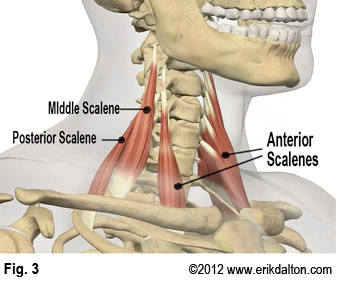 MIddle Scalene
Posterior Scalene
Anterior
Scalenes
Fig. 3
©2012 www.erikdalton.com